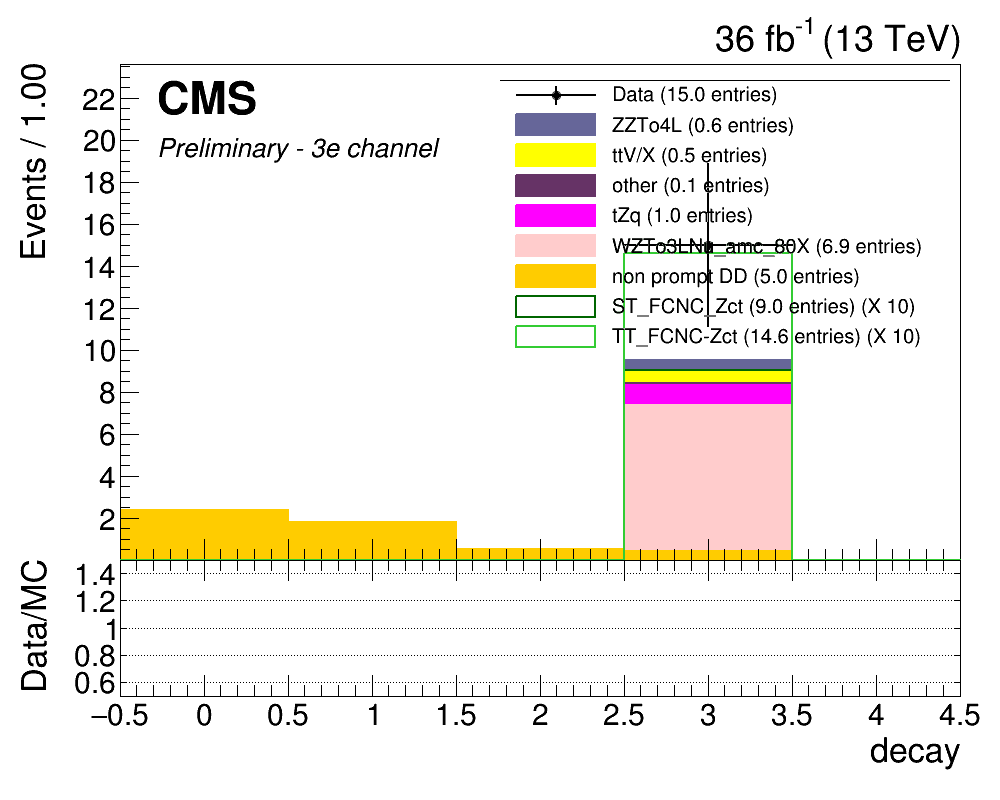 36 fb-1 (13 TeV)
CMS
Preliminary - 3e channel
Data (15.0 entries)
ZZTo4L (0.6 entries)
ttV/X (0.5 entries)
other (0.1 entries)
tZq (1.0 entries)
WZTo3LNu_amc_80X (6.9 entries)
non prompt DD (5.0 entries)
ST_FCNC_Zct (9.0 entries) (X 10)
TT_FCNC-Zct (14.6 entries) (X 10)
Events / 1.00
22
20
18
16
14
12
10
8
6
4
2
Data/MC
1.4
1.2
1
0.8
0.6
−0.5 0 0.5 1 1.5 2 2.5 3 3.5 4 4.5
decay